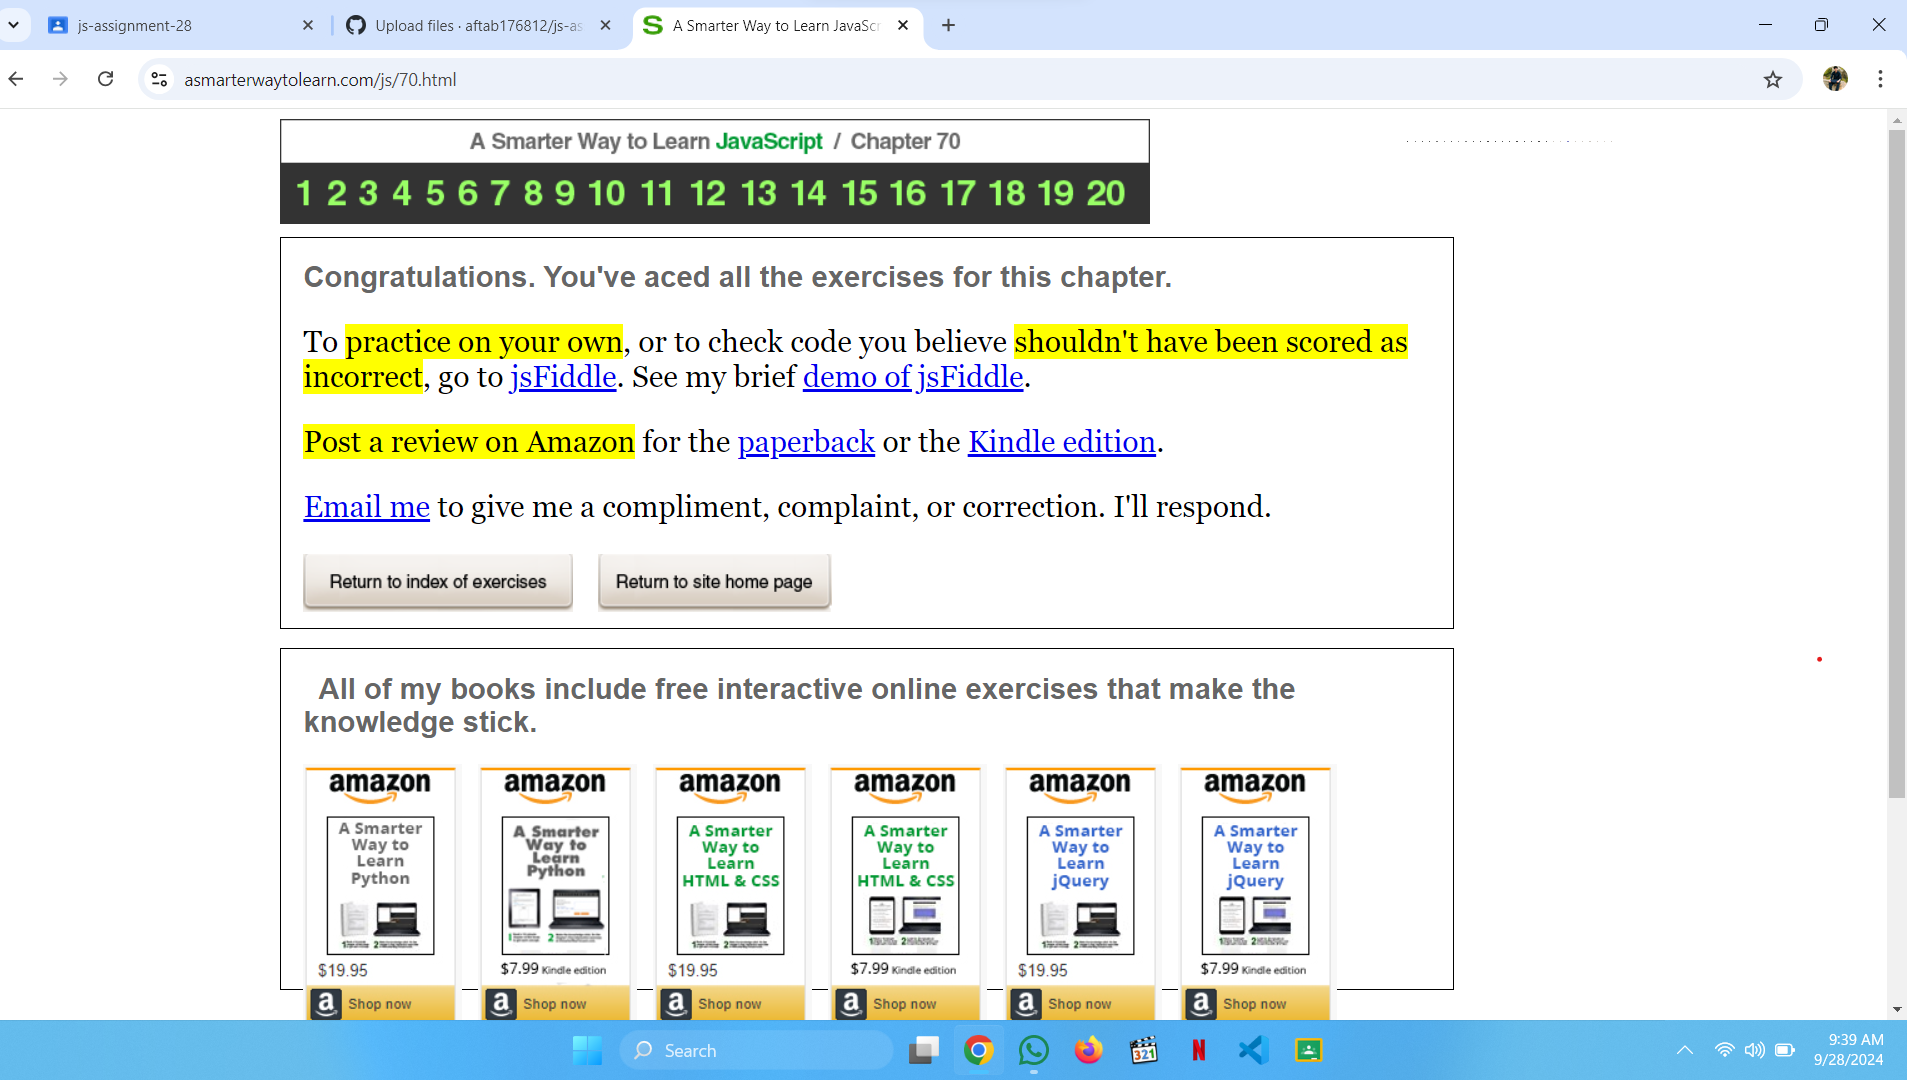 js-assignment-28
Upload files · aftab176812/js-as
A Smarter Way to Learn JavaScr
asmarterwaytolearn.com/js/70.html
A Smarter Way to Learn JavaScript / Chapter 70
1 2 3 4 5 6 7 8 9 10 11 12 13 14 15 16 17 18 19 20
Congratulations. You've aced all the exercises for this chapter.
To practice on your own, or to check code you believe shouldn't have been scored as
incorrect, go to jsFiddle. See my brief demo of jsFiddle.
Post a review on Amazon for the paperback or the Kindle edition.
Email me to give me a compliment, complaint, or correction. I'll respond.
Return to index of exercises Return to site home page
All of my books include free interactive online exercises that make the
knowledge stick.
amazon amazon amazon amazon amazon amazon
A Smarter A Smarter A Smarter A Smarter A Smarter A Smarter
Way to Way to Way to Way to Way to Way to
Learn Learn Learn Learn Learn Learn
Python Python HTML & CSS HTML & CSS jQuery jQuery
$19.95 $7.99 Kindle edition $19.95 $7.99 Kindle edition $19.95 $7.99 Kindle edition
a Shop now a Shop now a Shop now a Shop now a Shop now a Shop now
Search
321
N
9:39 AM
9/28/2024